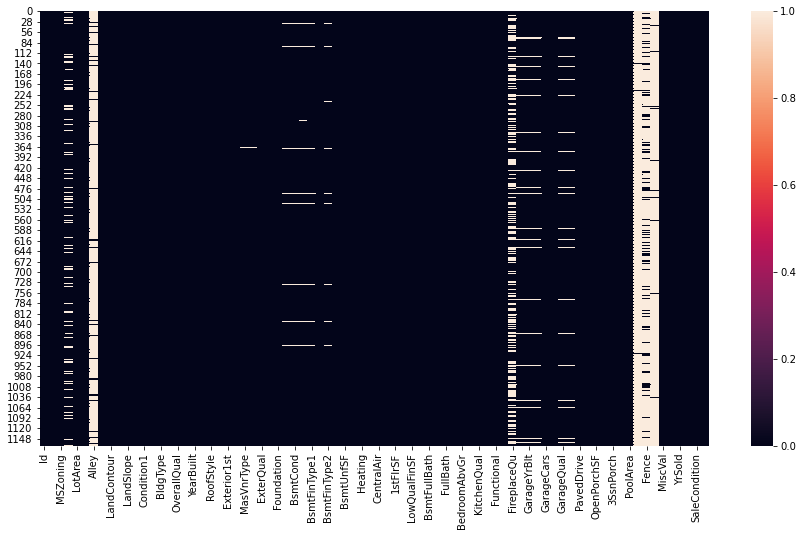 0
28
56
84
112
140
168
196
224
252
280
308
336
364
392
420
448
476
504
532
560
588
616
644
672
700
728
756
784
812
840
868
896
924
952
980
1008
1036
1064
1092
1120
1148
Id
MSZoning
LotArea
Alley
LandContour
LandSlope
Condition1
BldgType
OverallQual
YearBuilt
RoofStyle
Exterior1st
MasVnrType
ExterQual
Foundation
BsmtCond
BsmtFinType1
BsmtFinType2
BsmtUnfSF
Heating
CentralAir
1stFlrSF
LowQualFinSF
BsmtFullBath
FullBath
BedroomAbvGr
KitchenQual
Functional
FireplaceQu
GarageYrBlt
GarageCars
GarageQual
PavedDrive
OpenPorchSF
3SsnPorch
PoolArea
Fence
MiscVal
YrSold
SaleCondition
1.0
0.8
0.6
0.4
0.2
0.0